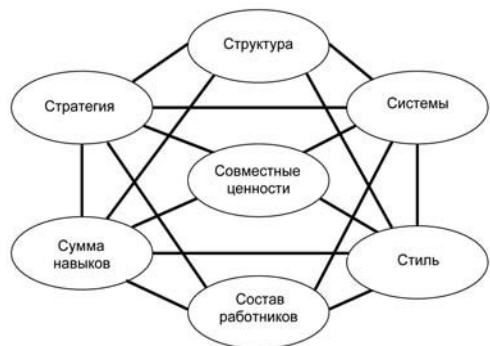 Структура
Стратегия
Системы
Совместные
ценности
Сумма
навыков
Стиль
Состав
работников